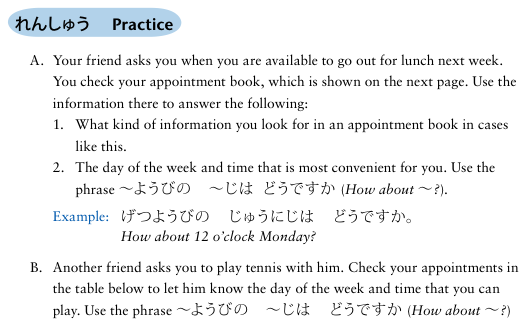 れんしゅう Practice
A. Your friend asks you when you are available to go out for lunch next week.
You check your appointment book, which is shown on the next page. Use the
information there to answer the following:
1. What kind of information you look for in an appointment book in cases
like this.
2. The day of the week and time that is most convenient for you. Use the
phrase 〜ようびの 〜じは どうですか (How about 〜?).
Example: げつようびの じゅうにじは どうですか。
How about 12 o'clock Monday?
B. Another friend asks you to play tennis with him. Check your appointments in
the table below to let him know the day of the week and time that you can
play. Use the phrase 〜ようびの 〜じは どうですか (How about 〜?)